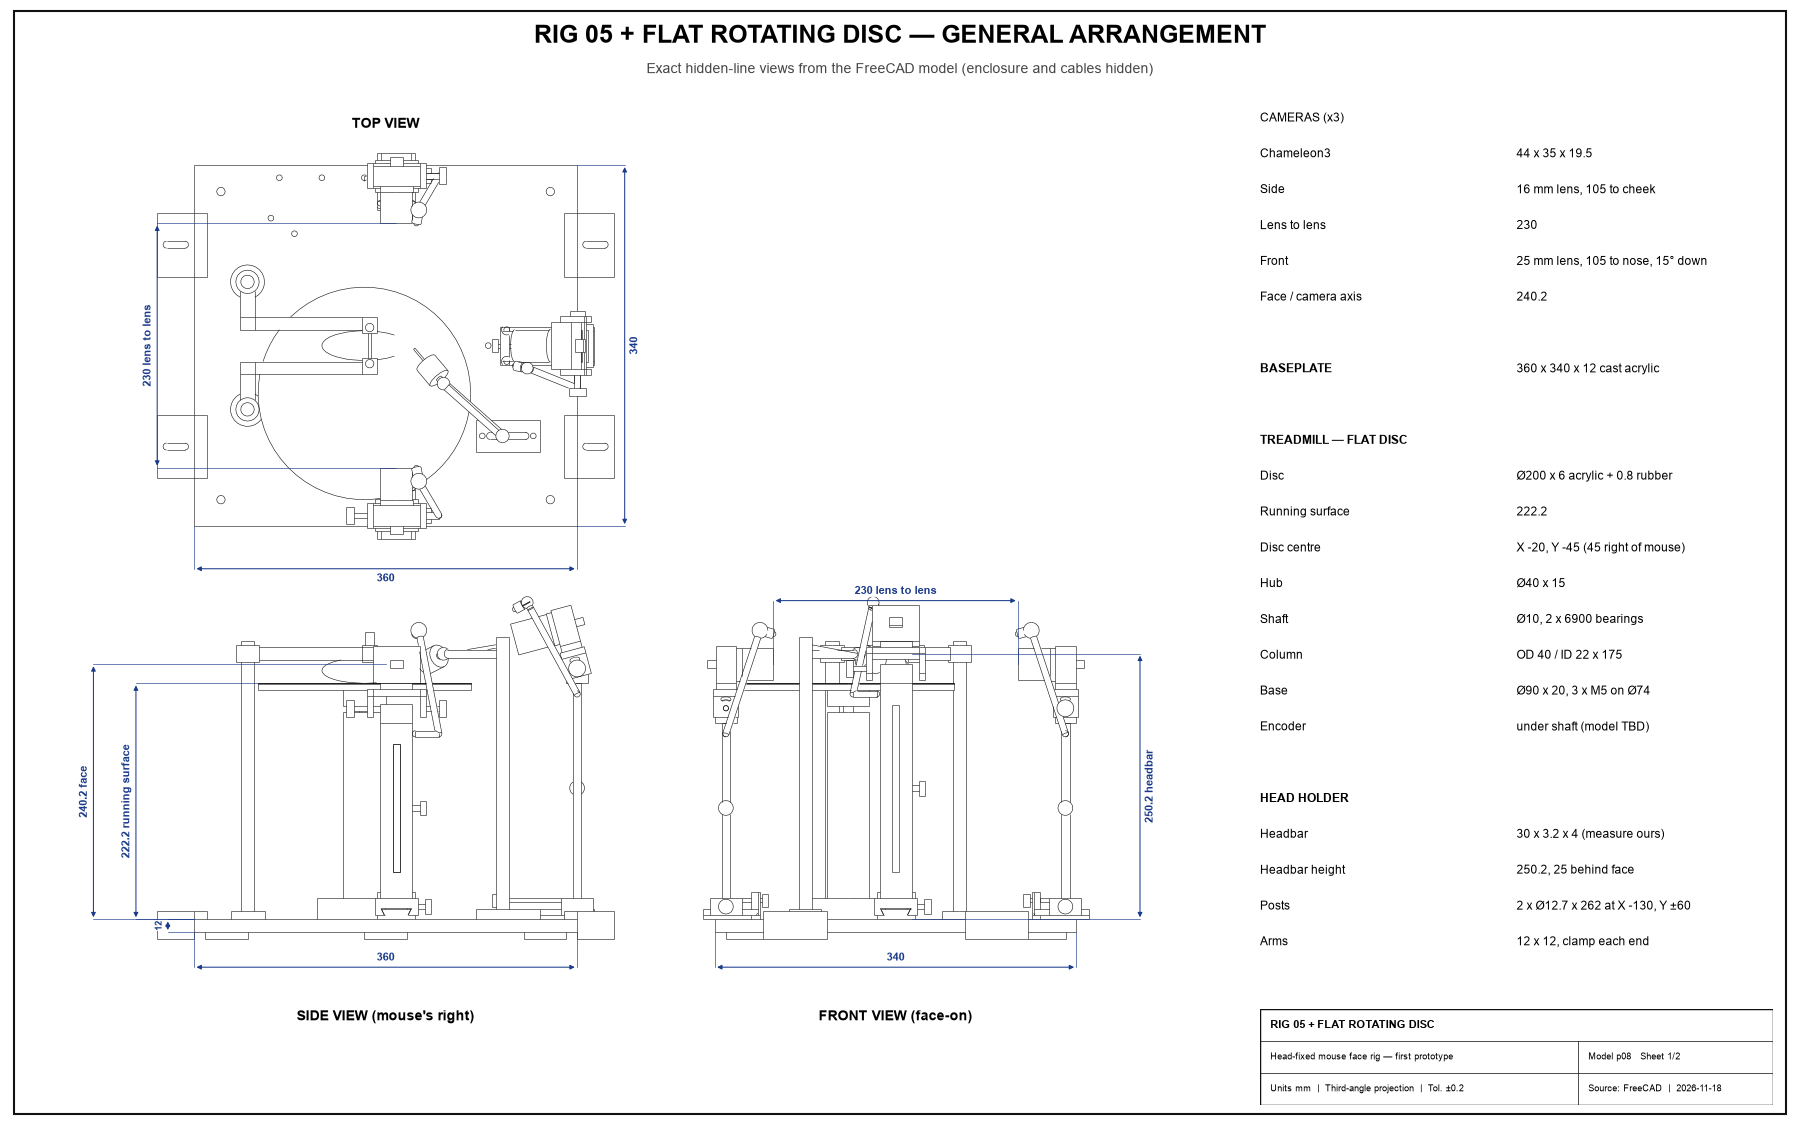 RIG 05 + FLAT ROTATING DISC — GENERAL ARRANGEMENT
Exact hidden-line views from the FreeCAD model (enclosure and cables hidden)
TOP VIEW
230 lens to lens
340
360
230 lens to lens
240.2 face
222.2 running surface
12
360
250.2 headbar
340
SIDE VIEW (mouse's right)
FRONT VIEW (face-on)
CAMERAS (x3)
Chameleon3 44 x 35 x 19.5
Side 16 mm lens, 105 to cheek
Lens to lens 230
Front 25 mm lens, 105 to nose, 15° down
Face / camera axis 240.2
BASEPLATE 360 x 340 x 12 cast acrylic
TREADMILL — FLAT DISC
Disc Ø200 x 6 acrylic + 0.8 rubber
Running surface 222.2
Disc centre X -20, Y -45 (45 right of mouse)
Hub Ø40 x 15
Shaft Ø10, 2 x 6900 bearings
Column OD 40 / ID 22 x 175
Base Ø90 x 20, 3 x M5 on Ø74
Encoder under shaft (model TBD)
HEAD HOLDER
Headbar 30 x 3.2 x 4 (measure ours)
Headbar height 250.2, 25 behind face
Posts 2 x Ø12.7 x 262 at X -130, Y ±60
Arms 12 x 12, clamp each end
RIG 05 + FLAT ROTATING DISC
Head-fixed mouse face rig — first prototype Model p08 Sheet 1/2
Units mm | Third-angle projection | Tol. ±0.2 Source: FreeCAD | 2026-11-18